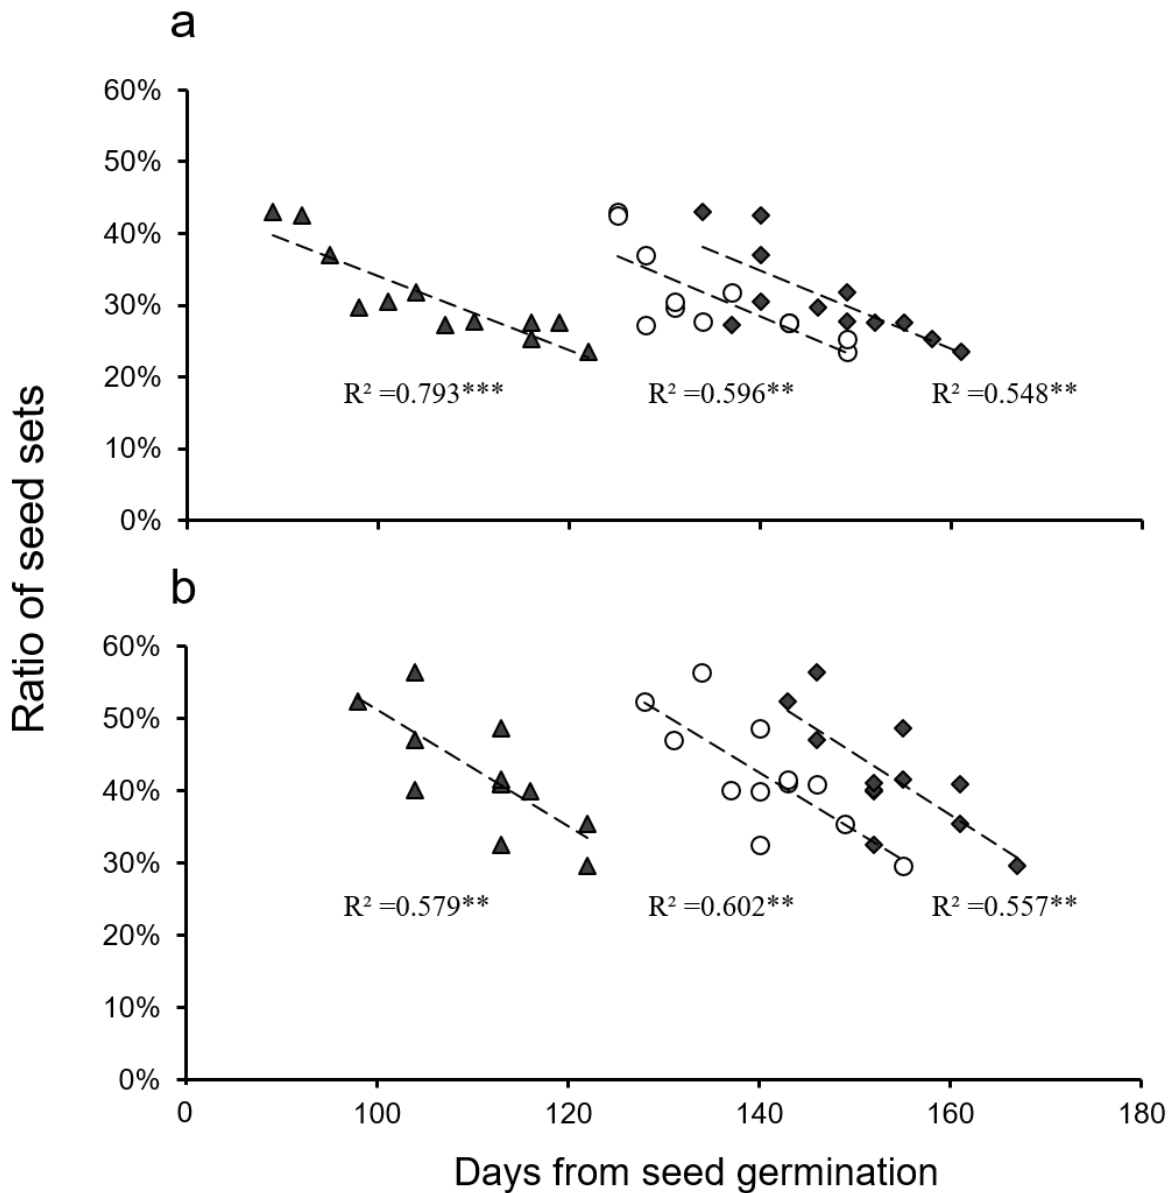 a
60%
50%
40%
30%
20%
10%
0%
R² =0.793***
R² =0.596**
R² =0.548**
Ratio of seed sets
b
60%
50%
40%
30%
20%
10%
0%
R² =0.579**
R² =0.602**
R² =0.557**
0 100 120 140 160 180
Days from seed germination